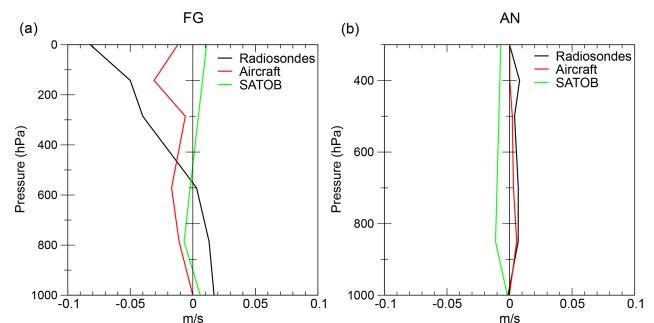 FG
(a)
0
200
400
600
800
1000
Pressure (hPa)
Radiosondes
Aircraft
SATOB
-0.1
-0.05
0
0.05
0.1
m/s
AN
(b)
400
600
800
1000
Pressure (hPa)
Radiosondes
Aircraft
SATOB
-0.1
-0.05
0
0.05
0.1
m/s